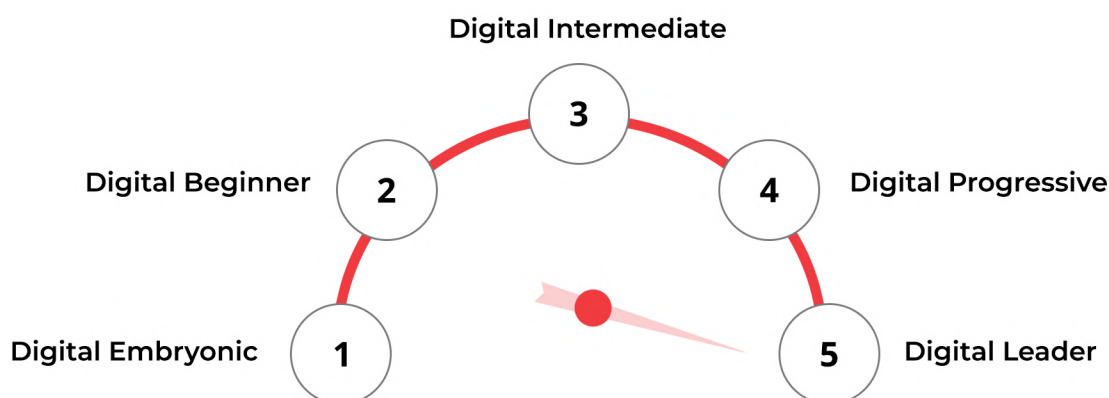 Digital Intermediate
3
Digital Beginner
2
4
Digital Progressive
Digital Embryonic
1
5
Digital Leader